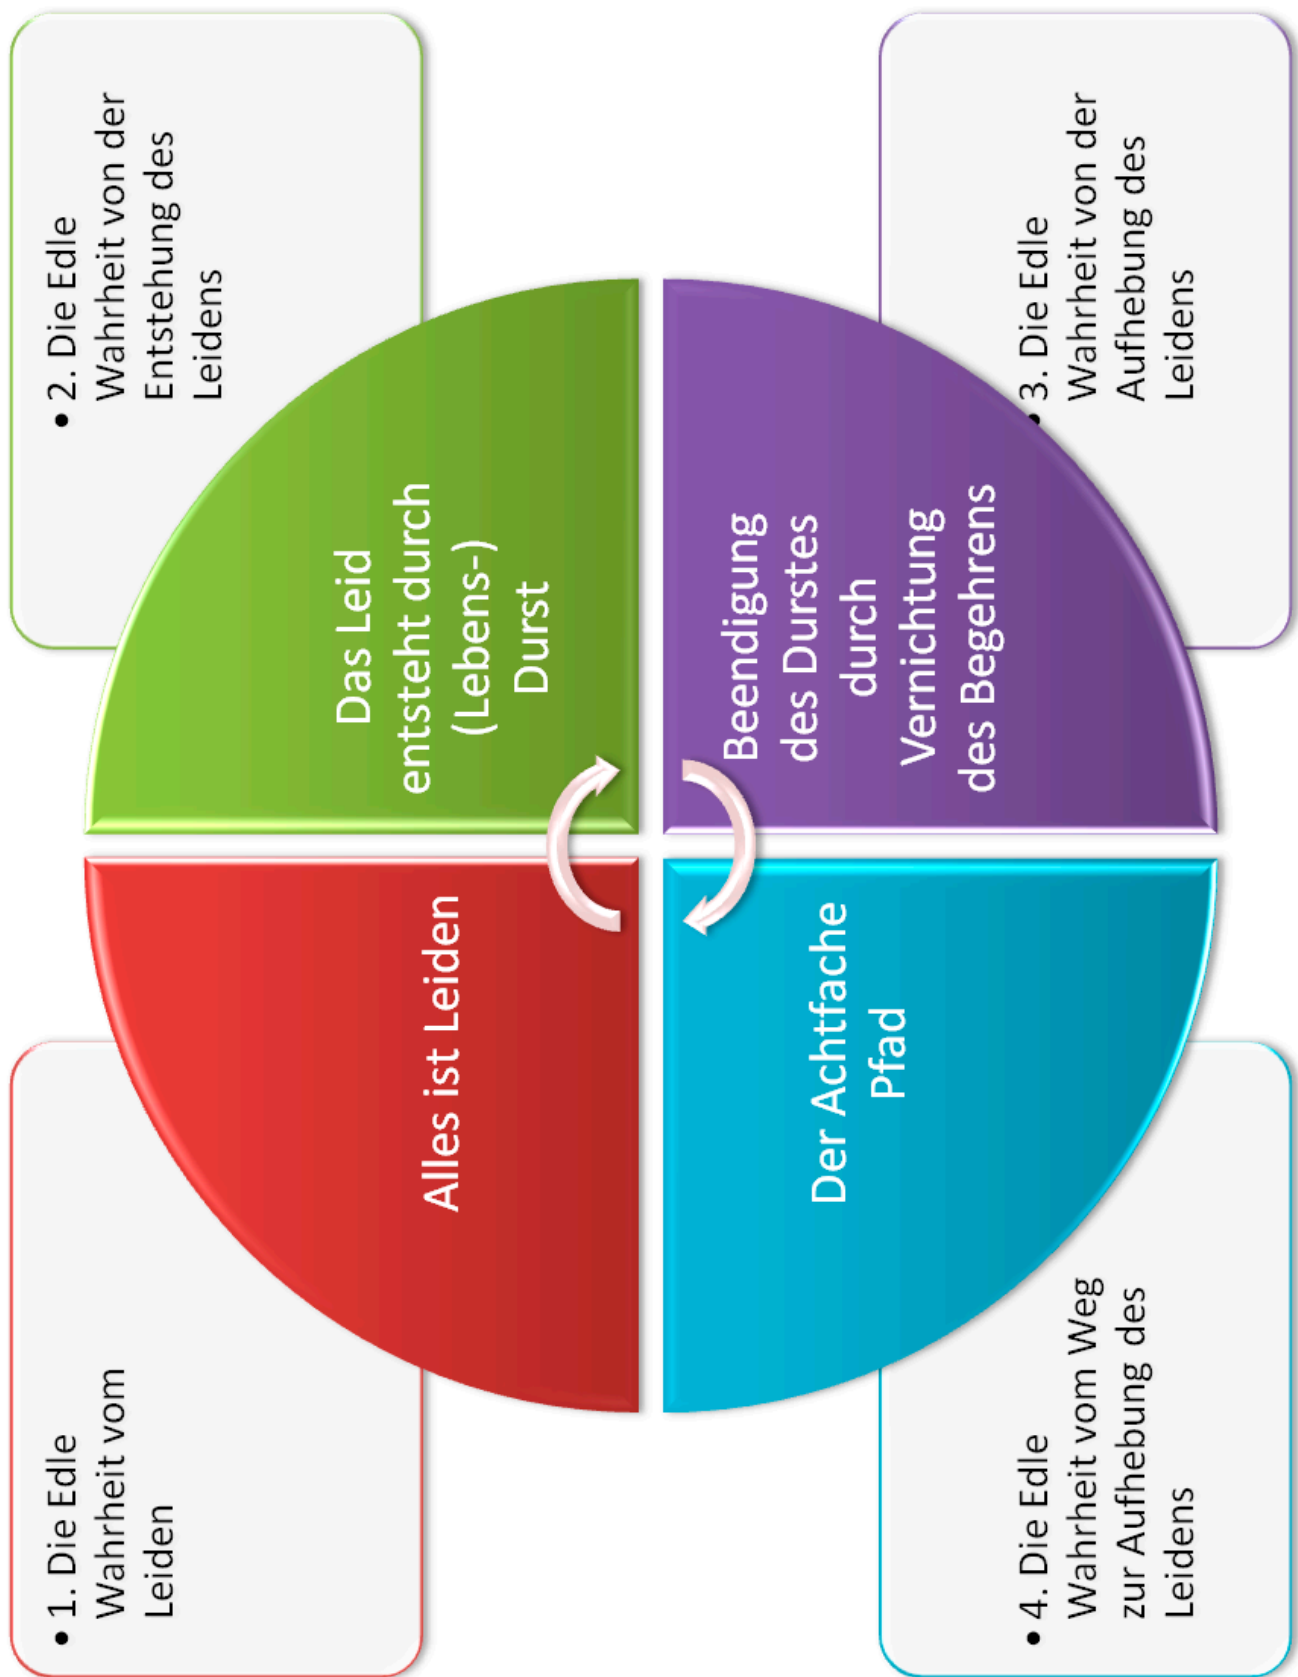 • 1. Die Edle
Wahrheit vom
Leiden
• 2. Die Edle
Wahrheit von der
Entstehung des
Leidens
Alles ist Leiden
Das Leid
entsteht durch
(Lebens-)
Durst
Der Achtfache
Pfad
Beendigung
des Durstes
durch
Vernichtung
des Begehrens
• 4. Die Edle
Wahrheit vom Weg
zur Aufhebung des
Leidens
• 3. Die Edle
Wahrheit von der
Aufhebung des
Leidens